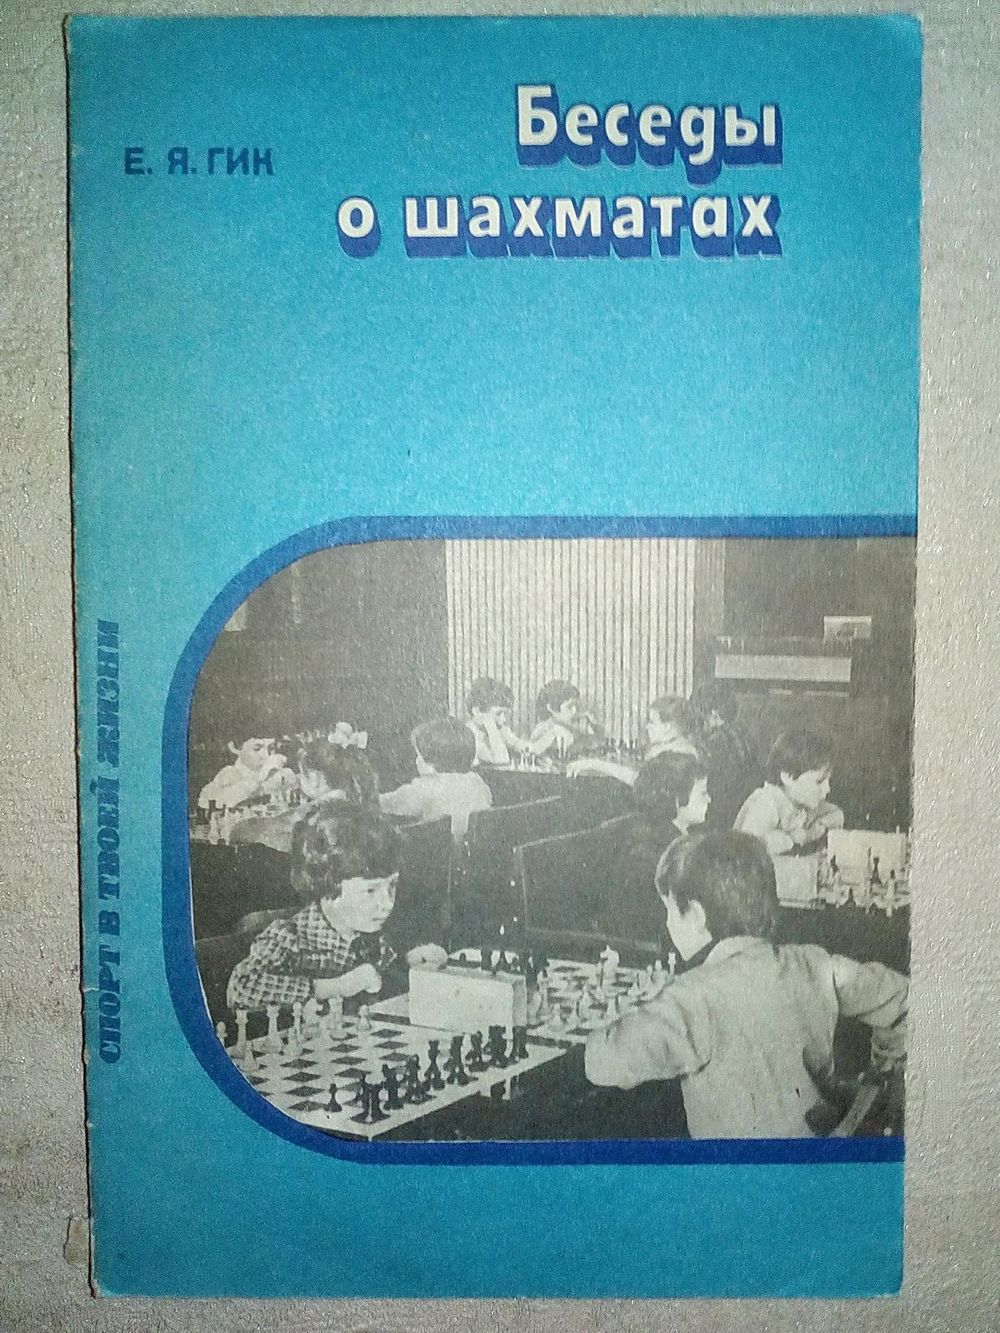 Е. Я. ГИК
Беседы
о шахматах
СПОРТ В ТВОЕЙ ЖИЗНИ